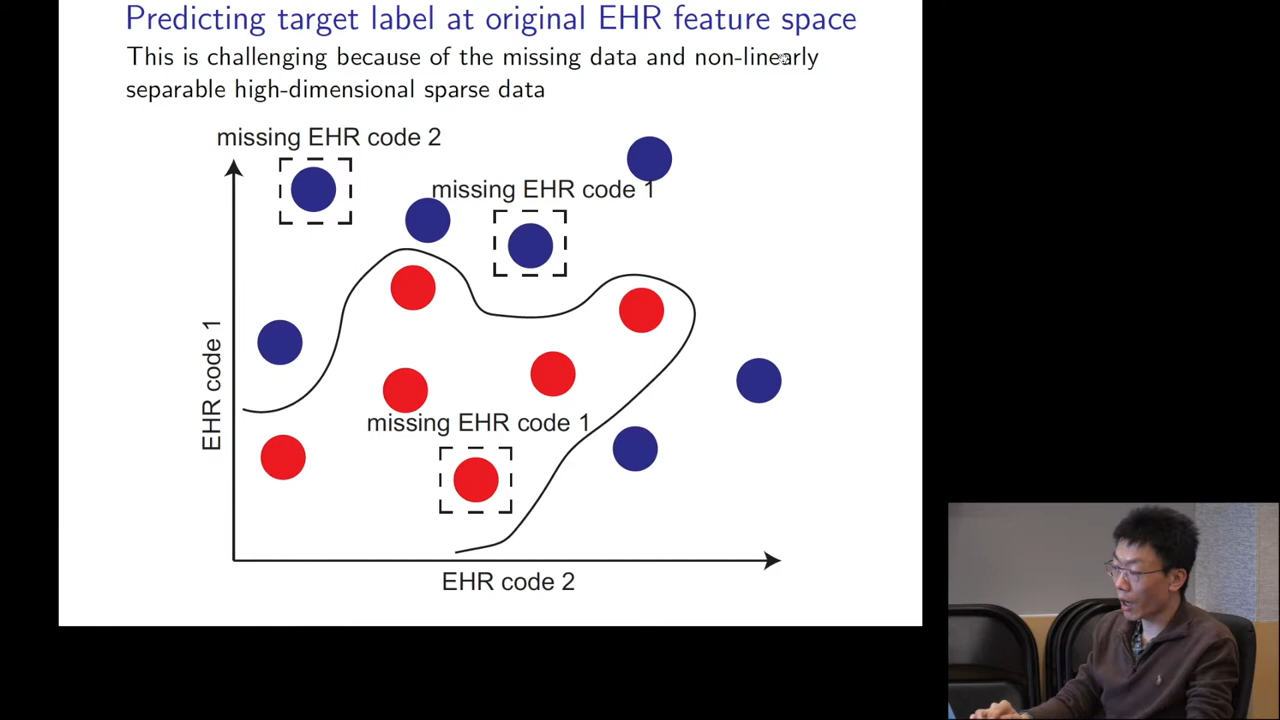 Predicting target label at original EHR feature space
This is challenging because of the missing data and non-linearly
separable high-dimensional sparse data
missing EHR code 2
missing EHR code 1
EHR code 1
missing EHR code 1
EHR code 2